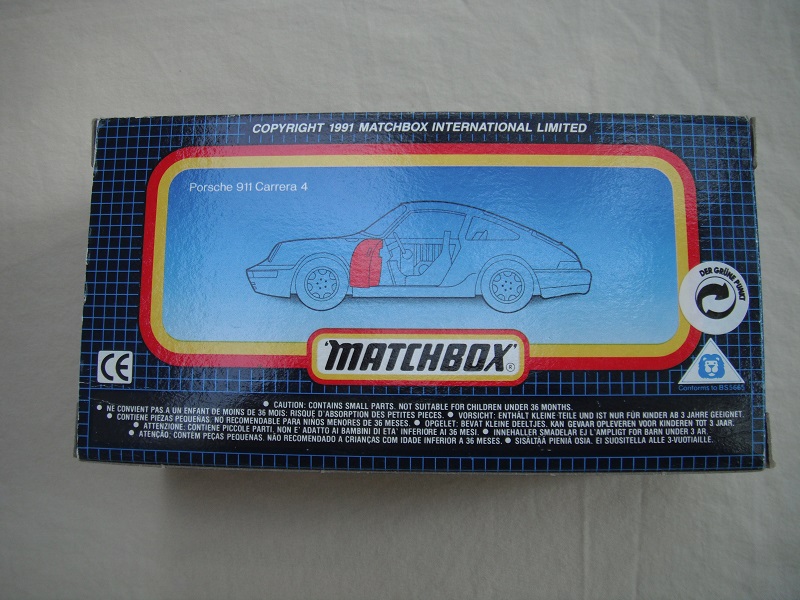 COPYRIGHT 1991 MATCHBOX INTERNATIONAL LIMITED
Porsche 911 Carrera 4
DER GRÜNE PUNKT
"MATCHBOX"®
CE
Conforms to BS5665
● CAUTION: CONTAINS SMALL PARTS. NOT SUITABLE FOR CHILDREN UNDER 36 MONTHS.
● NE CONVIENT PAS A UN ENFANT DE MOINS DE 36 MOIS: RISQUE D'ABSORPTION DES PETITES PIECES. ● VORSICHT: ENTHÄLT KLEINE TEILE UND IST NUR FÜR KINDER AB 3 JAHRE GEEIGNET.
● CONTIENE PIEZAS PEQUENAS. NO RECOMENDABLE PARA NINOS MENORES DE 36 MESES. ● OPGELET: BEVAT KLEINE DEELTJES. KAN GEVAAR OPLEVEREN VOOR KINDEREN TOT 3 JAAR.
● ATTENZIONE: CONTIENE PICCOLE PARTI, NON E' ADATTO AI BAMBINI DI ETA' INFERIORE AI 36 MESI. ● INNEHALLER SMADELAR EJ LAMPLIGT FOR BARN UNDER 3 AR.
● ATENÇÃO: CONTÉM PEÇAS PEQUENAS. NÃO RECOMENDADO A CRIANÇAS COM IDADE INFERIOR A 36 MESES. ● SISÄLTÄÄ PIENIÄ OSIA. EI SUOSITELLA ALLE 3-VUOTIAILLE.